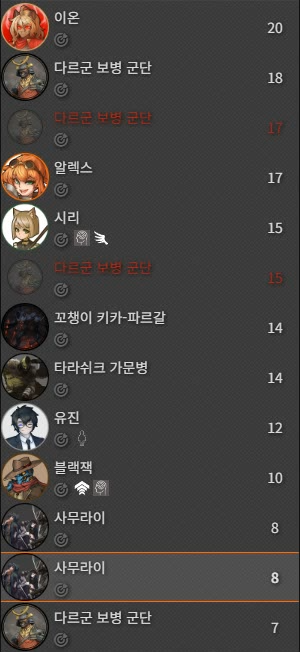 이온
20
다르군 보병 군단
18
다르군 보병 군단
17
알렉스
17
시리
15
다르군 보병 군단
15
꼬챙이 키카-파르갈
14
타라쉬크 가문병
14
유진
12
블랙잭
10
사무라이
8
사무라이
8
다르군 보병 군단
7